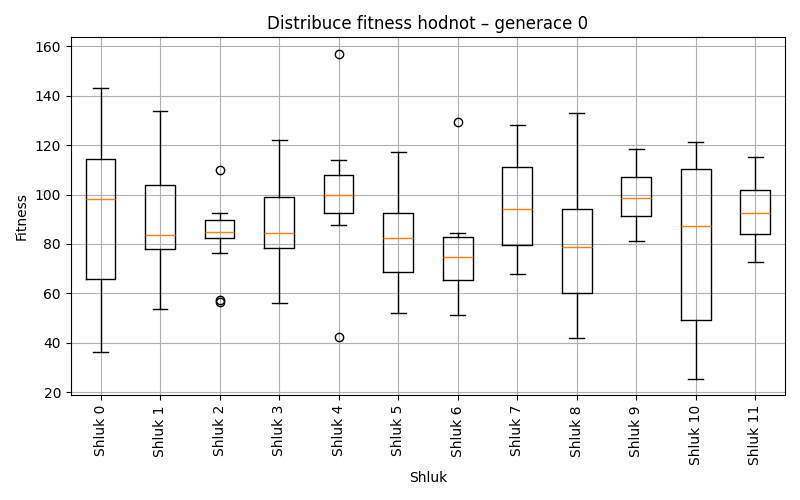 Distribuce fitness hodnot – generace 0
160
140
120
100
80
60
40
20
Fitness
Shluk 0
Shluk 1
Shluk 2
Shluk 3
Shluk 4
Shluk 5
Shluk 6
Shluk 7
Shluk 8
Shluk 9
Shluk 10
Shluk 11
Shluk